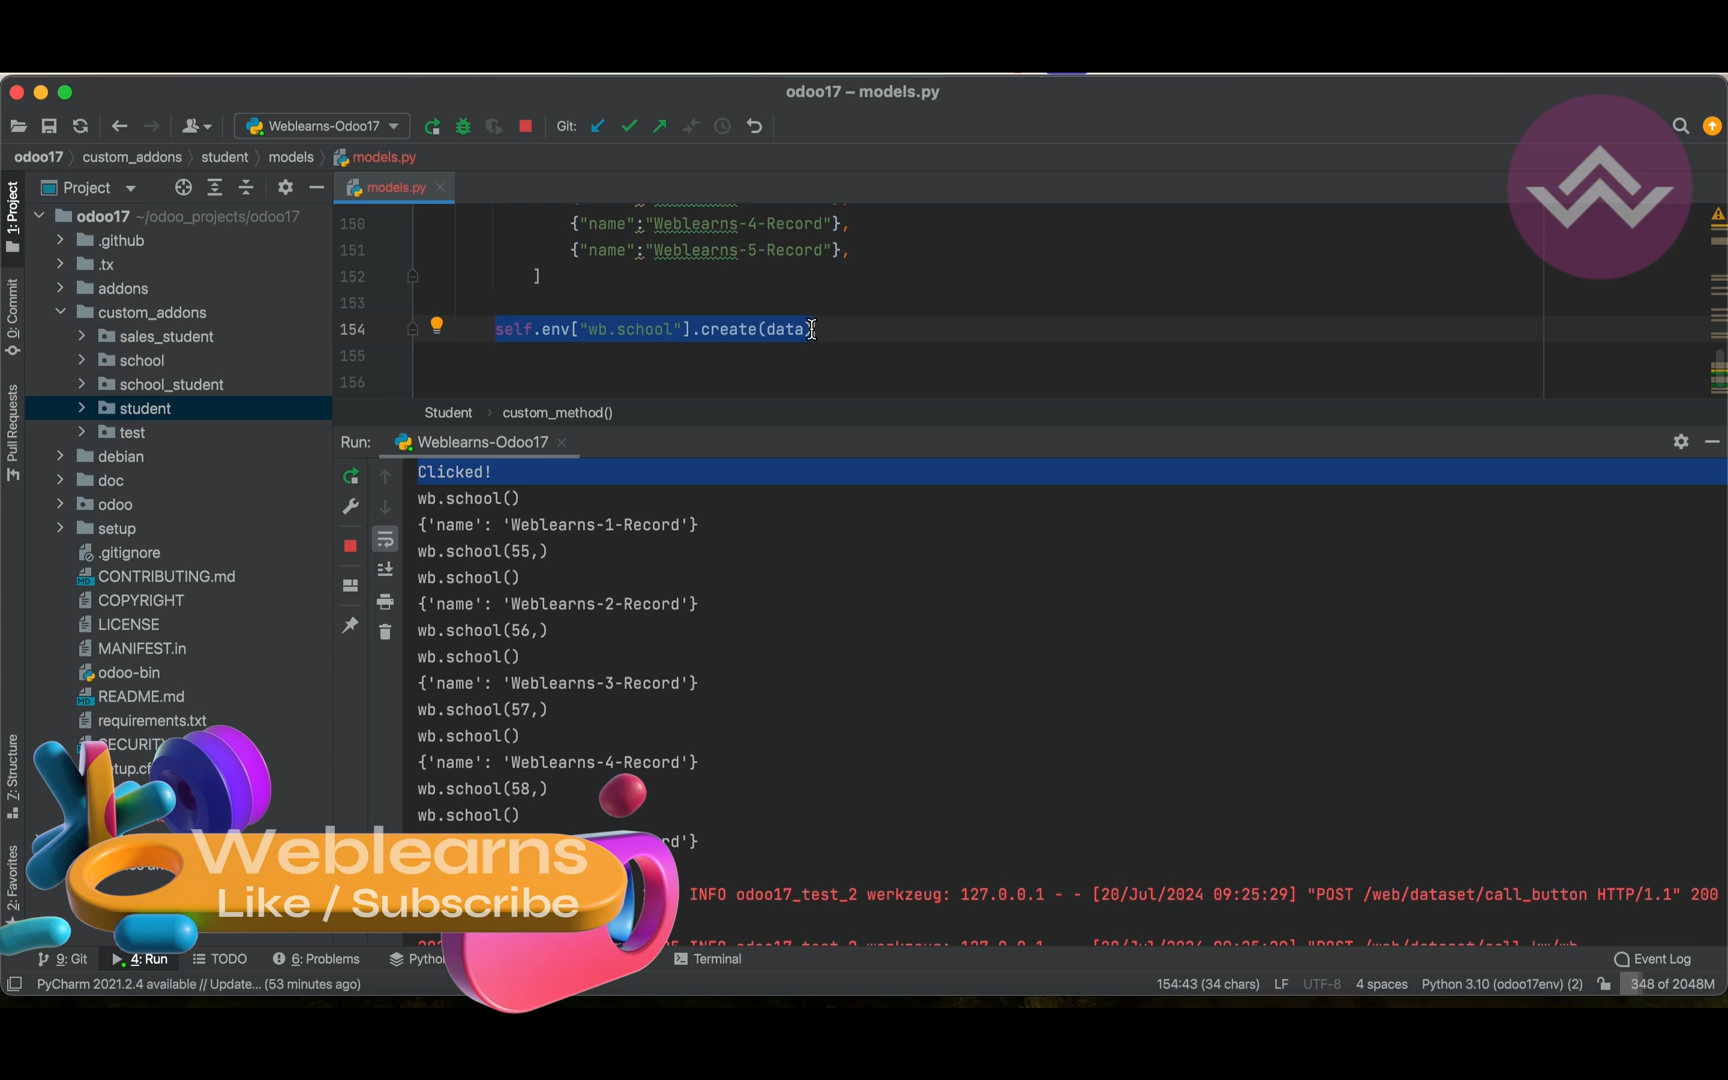 odoo17 – models.py
Weblearns-Odoo17
Git:
odoo17 custom_addons student models models.py
1: Project
0: Commit
Pull Requests
Z: Structure
2: Favorites
Project
odoo17 ~/odoo_projects/odoo17
.github
.tx
addons
custom_addons
sales_student
school
school_student
student
test
debian
doc
odoo
setup
.gitignore
CONTRIBUTING.md
COPYRIGHT
LICENSE
MANIFEST.in
odoo-bin
README.md
requirements.txt
models.py
150 {"name":"Weblearns-4-Record"},
151 {"name":"Weblearns-5-Record"},
152 ]
153
154 self.env["wb.school"].create(data)
155
156
Student custom_method()
Run: Weblearns-Odoo17
Clicked!
wb.school()
{'name': 'Weblearns-1-Record'}
wb.school(55,)
wb.school()
{'name': 'Weblearns-2-Record'}
wb.school(56,)
wb.school()
{'name': 'Weblearns-3-Record'}
wb.school(57,)
wb.school()
{'name': 'Weblearns-4-Record'}
wb.school(58,)
wb.school()
INFO odoo17_test_2 werkzeug: 127.0.0.1 - - [20/Jul/2024 09:25:29] "POST /web/dataset/call_button HTTP/1.1" 200
Weblearns
Like / Subscribe
9: Git
4: Run
TODO
6: Problems
Terminal
Event Log
PyCharm 2021.2.4 available // Update... (53 minutes ago)
154:43 (34 chars) LF UTF-8 4 spaces Python 3.10 (odoo17env) (2) 348 of 2048M